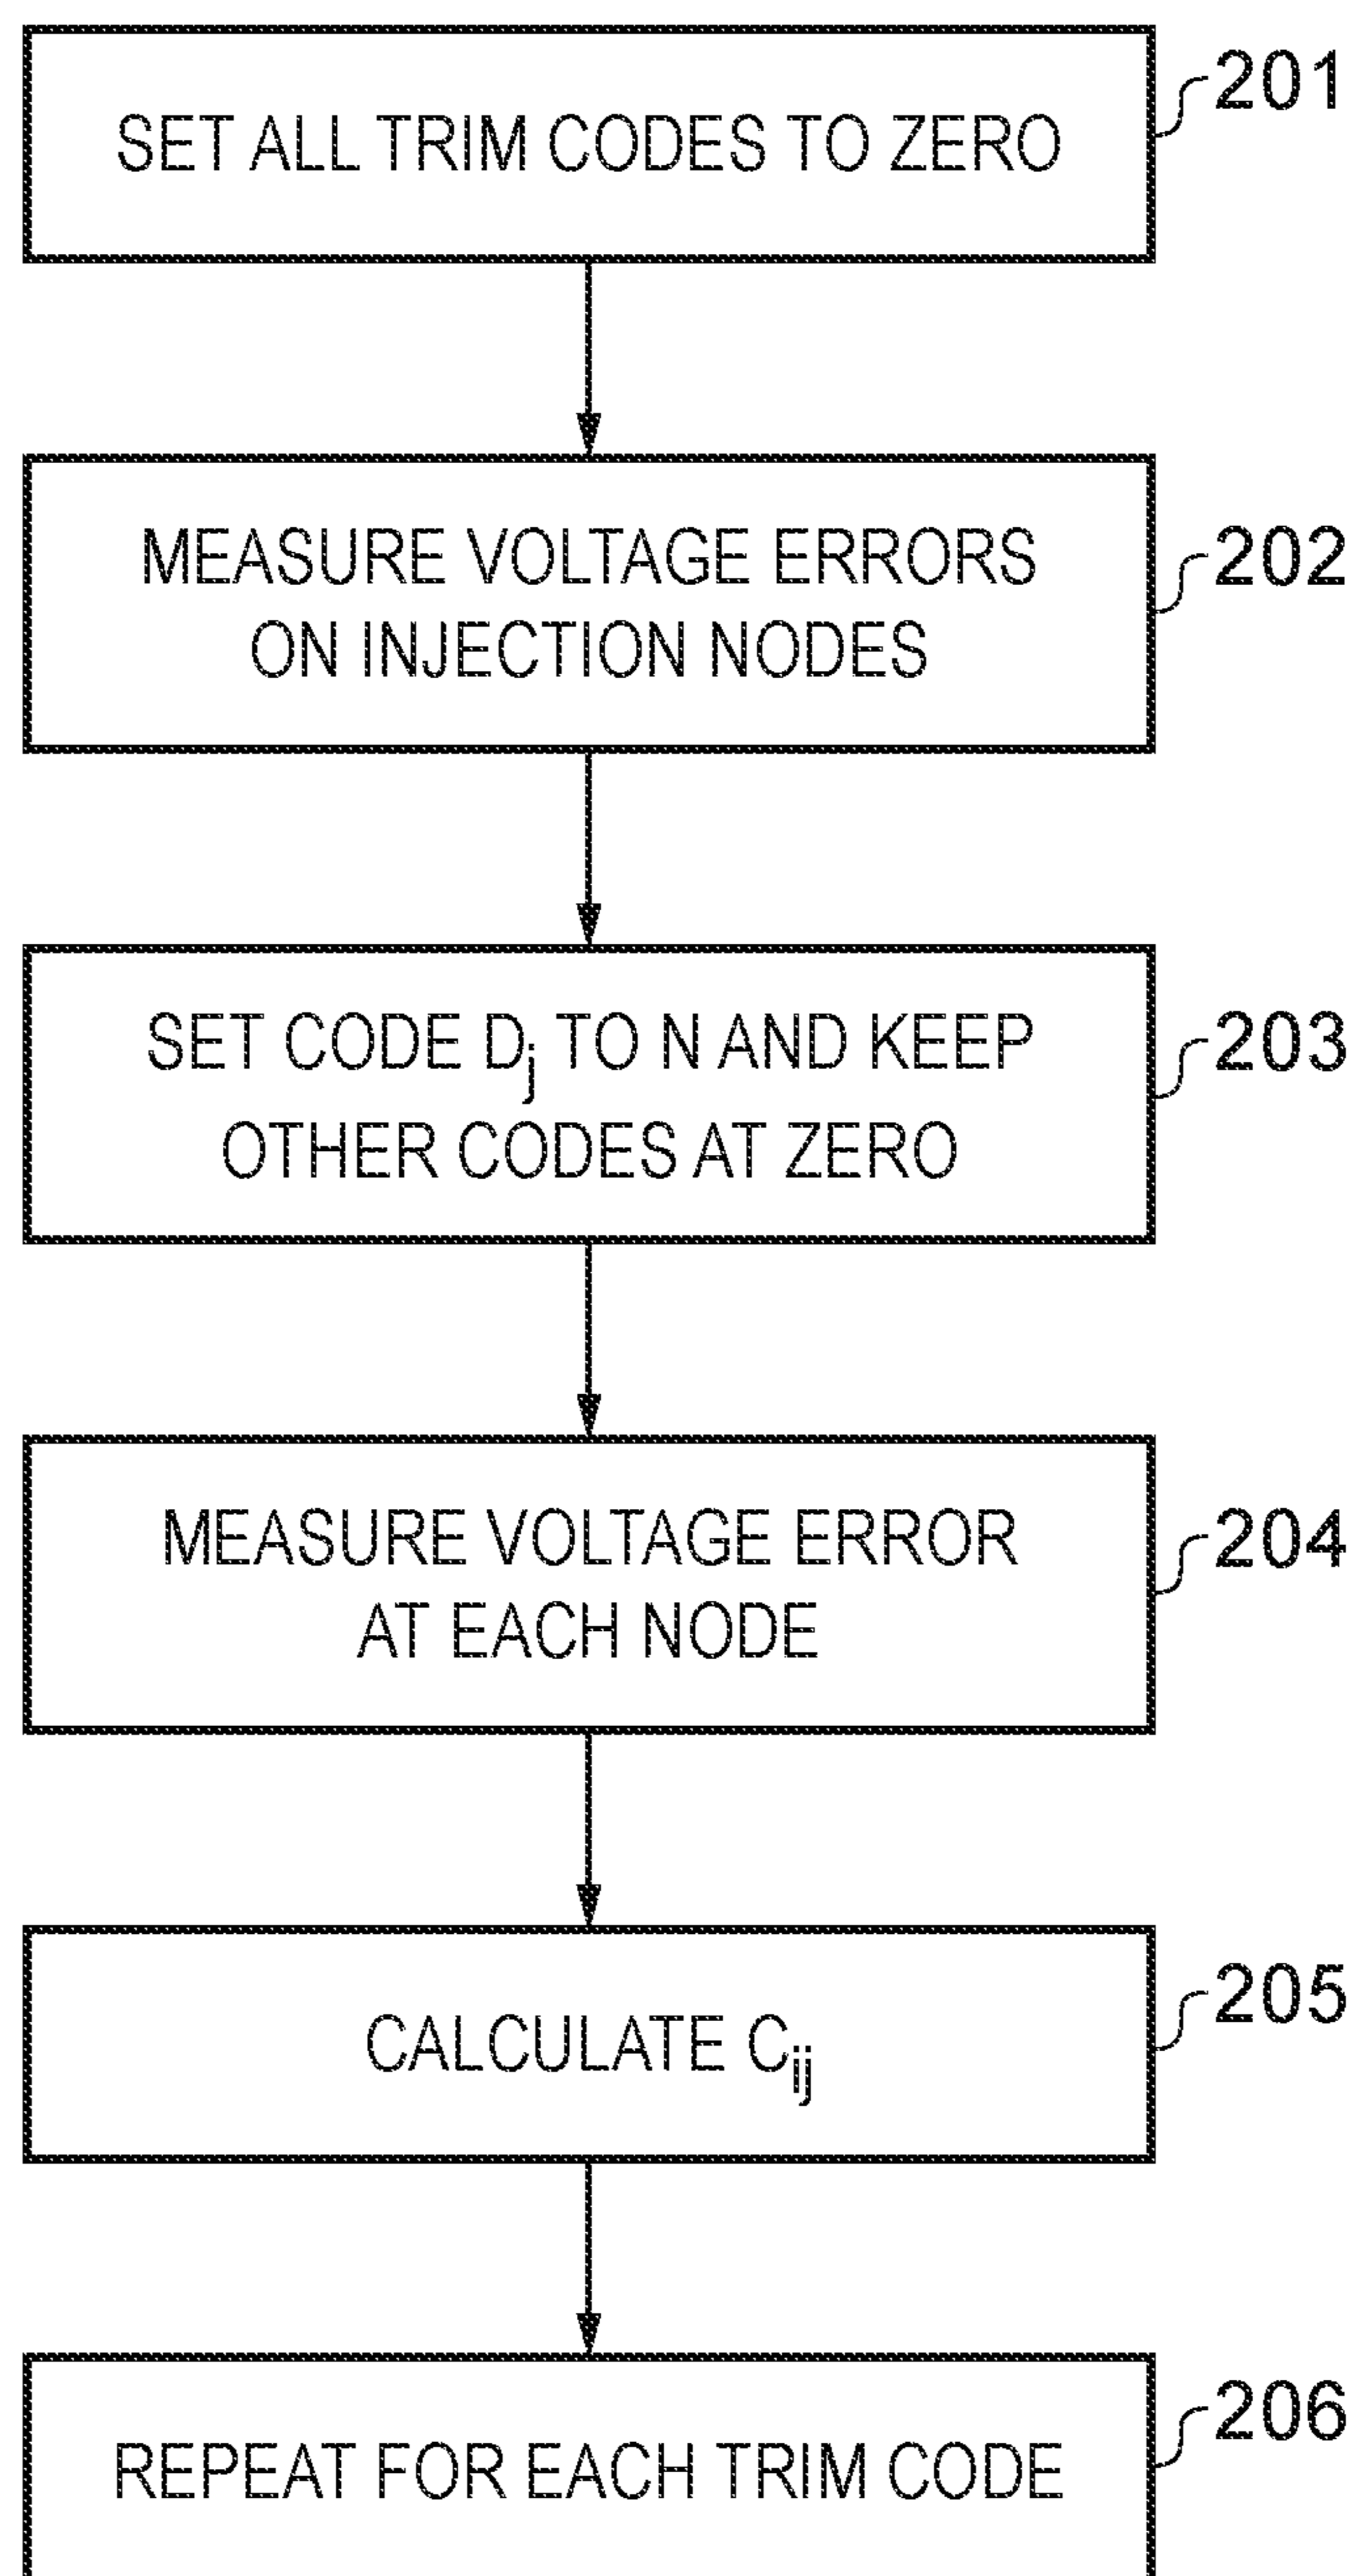 SET ALL TRIM CODES TO ZERO
201
MEASURE VOLTAGE ERRORS
ON INJECTION NODES
202
SET CODE Dj TO N AND KEEP
OTHER CODES AT ZERO
203
MEASURE VOLTAGE ERROR
AT EACH NODE
204
CALCULATE Cij
205
REPEAT FOR EACH TRIM CODE
206